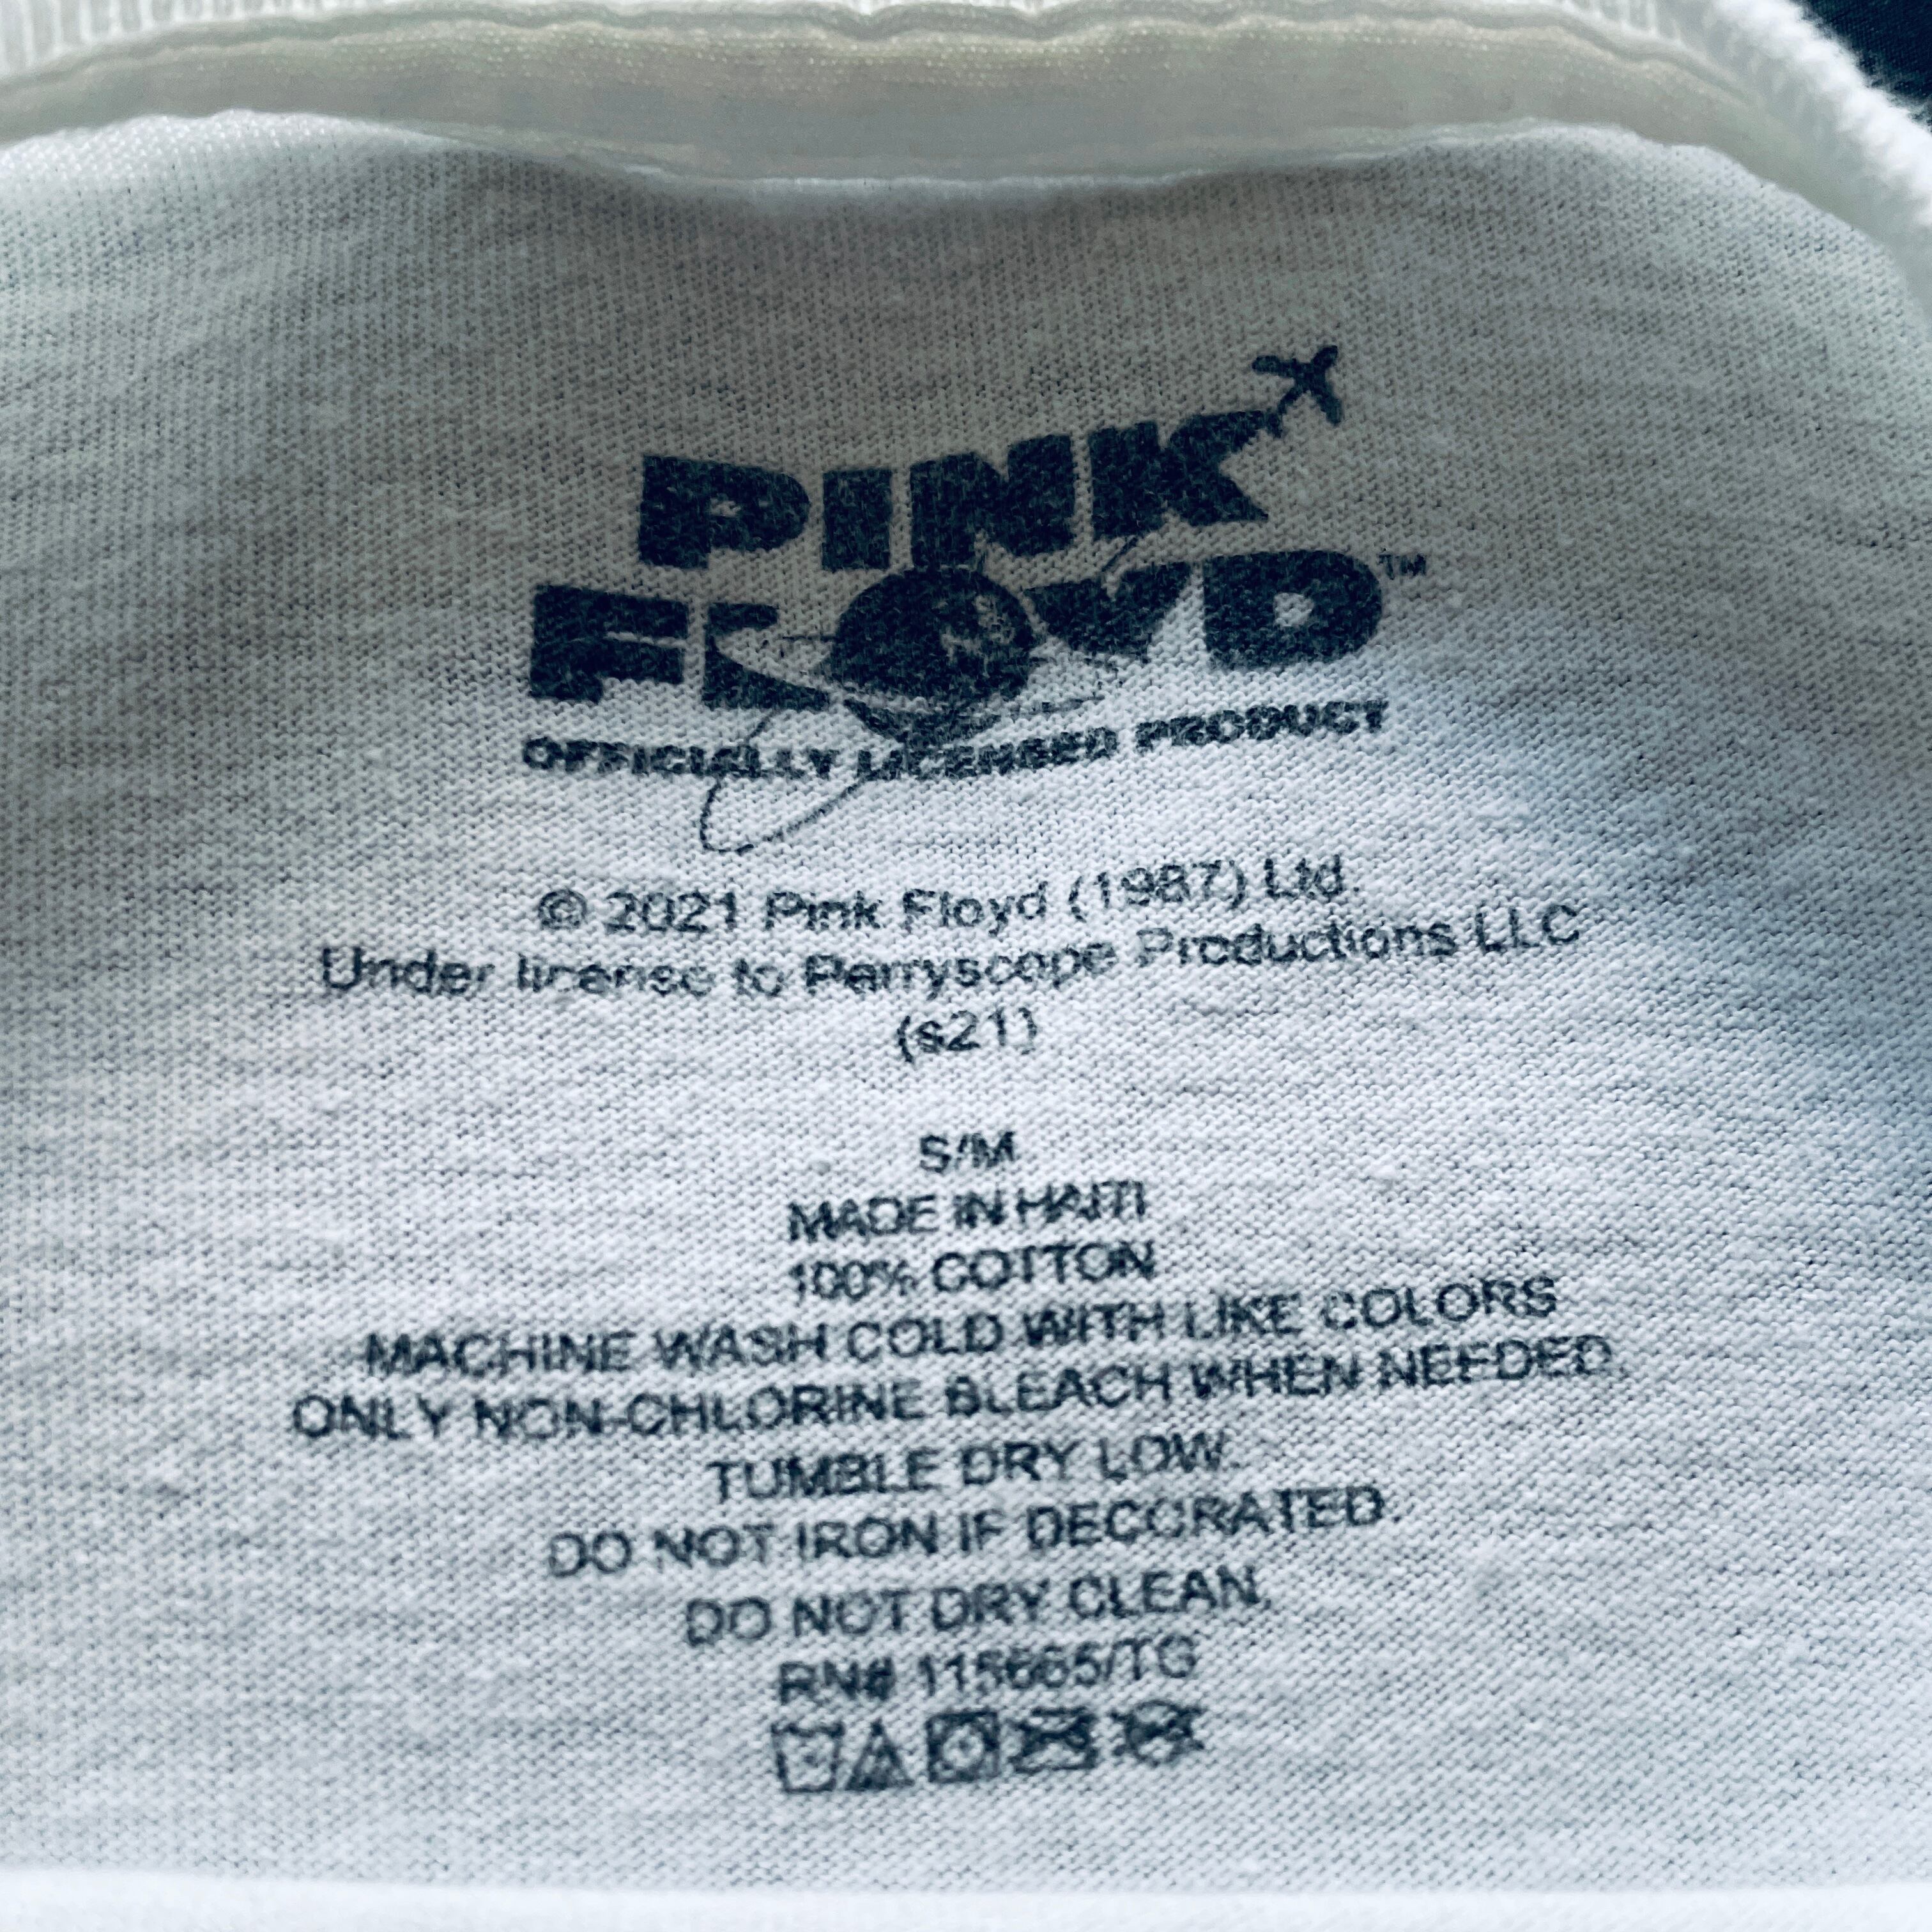 PINK
FLOYD™
OFFICIALLY LICENSED PRODUCT
© 2021 Pink Floyd (1987) Ltd.
Under license to Perryscope Productions LLC
(s21)
S/M
MADE IN HAITI
100% COTTON
MACHINE WASH COLD WITH LIKE COLORS
ONLY NON-CHLORINE BLEACH WHEN NEEDED.
TUMBLE DRY LOW.
DO NOT IRON IF DECORATED.
DO NOT DRY CLEAN.
RN# 115665/TG